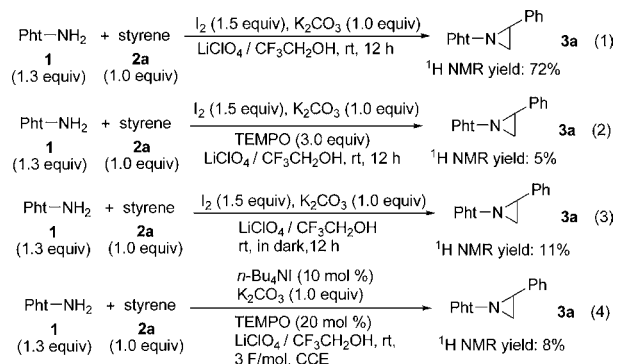 I₂ (1.5 equiv), K₂CO₃ (1.0 equiv)
Pht—NH₂ + styrene
1 2a
(1.3 equiv) (1.0 equiv)
LiClO₄ / CF₃CH₂OH, rt, 12 h
Ph
Pht—N 3a (1)
¹H NMR yield: 72%
I₂ (1.5 equiv), K₂CO₃ (1.0 equiv)
Pht—NH₂ + styrene
1 2a
(1.3 equiv) (1.0 equiv)
TEMPO (3.0 equiv)
LiClO₄ / CF₃CH₂OH, rt, 12 h
Ph
Pht—N 3a (2)
¹H NMR yield: 5%
I₂ (1.5 equiv), K₂CO₃ (1.0 equiv)
Pht—NH₂ + styrene
1 2a
(1.3 equiv) (1.0 equiv)
LiClO₄ / CF₃CH₂OH
rt, in dark,12 h
Ph
Pht—N 3a (3)
¹H NMR yield: 11%
n-Bu₄NI (10 mol %)
K₂CO₃ (1.0 equiv)
Pht—NH₂ + styrene
1 2a
(1.3 equiv) (1.0 equiv)
TEMPO (20 mol %)
LiClO₄ / CF₃CH₂OH, rt,
3 F/mol, CCE
Ph
Pht—N 3a (4)
¹H NMR yield: 8%